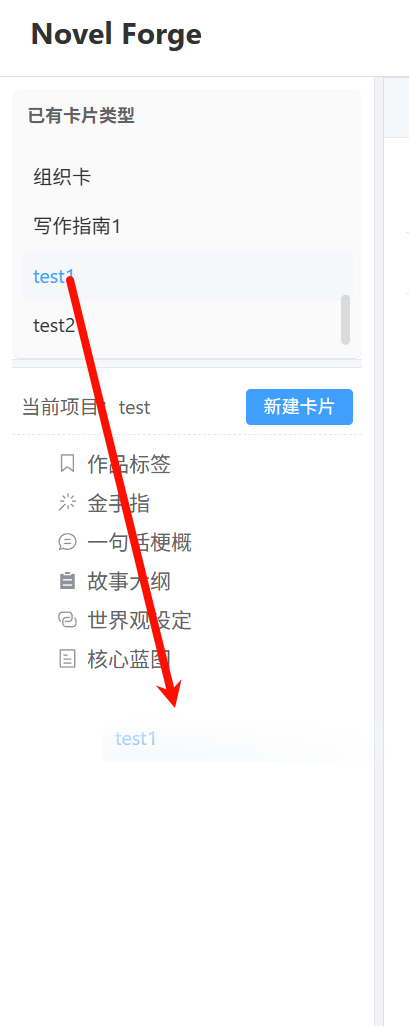 Novel Forge
已有卡片类型
组织卡
写作指南1
test1
test2
当前项目: test
新建卡片
作品标签
金手指
一句话梗概
故事大纲
世界观设定
核心蓝图
test1